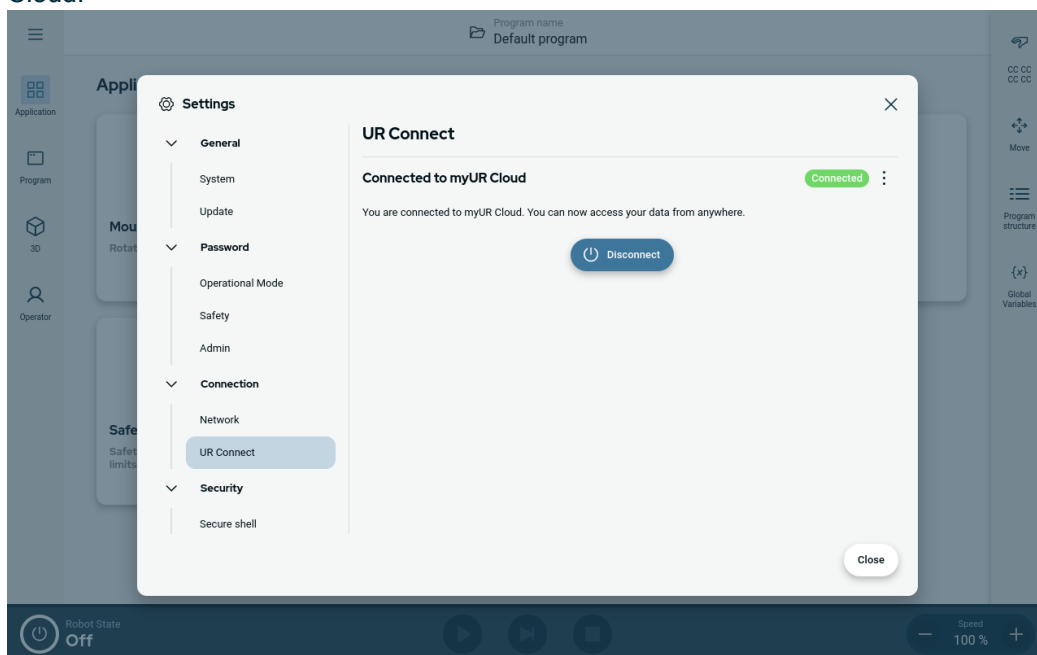 Cloud.
Program name
Default program
Application
Program
3D
Operator
Appli
Mou
Rotat
Safe
Safet
limits
Settings
General
System
Update
Password
Operational Mode
Safety
Admin
Connection
Network
UR Connect
Security
Secure shell
UR Connect
Connected to myUR Cloud
Connected
You are connected to myUR Cloud. You can now access your data from anywhere.
Disconnect
Close
CC CC
CC CC
Move
Program
structure
{x}
Global
Variables
Robot State
Off
Speed
100 %